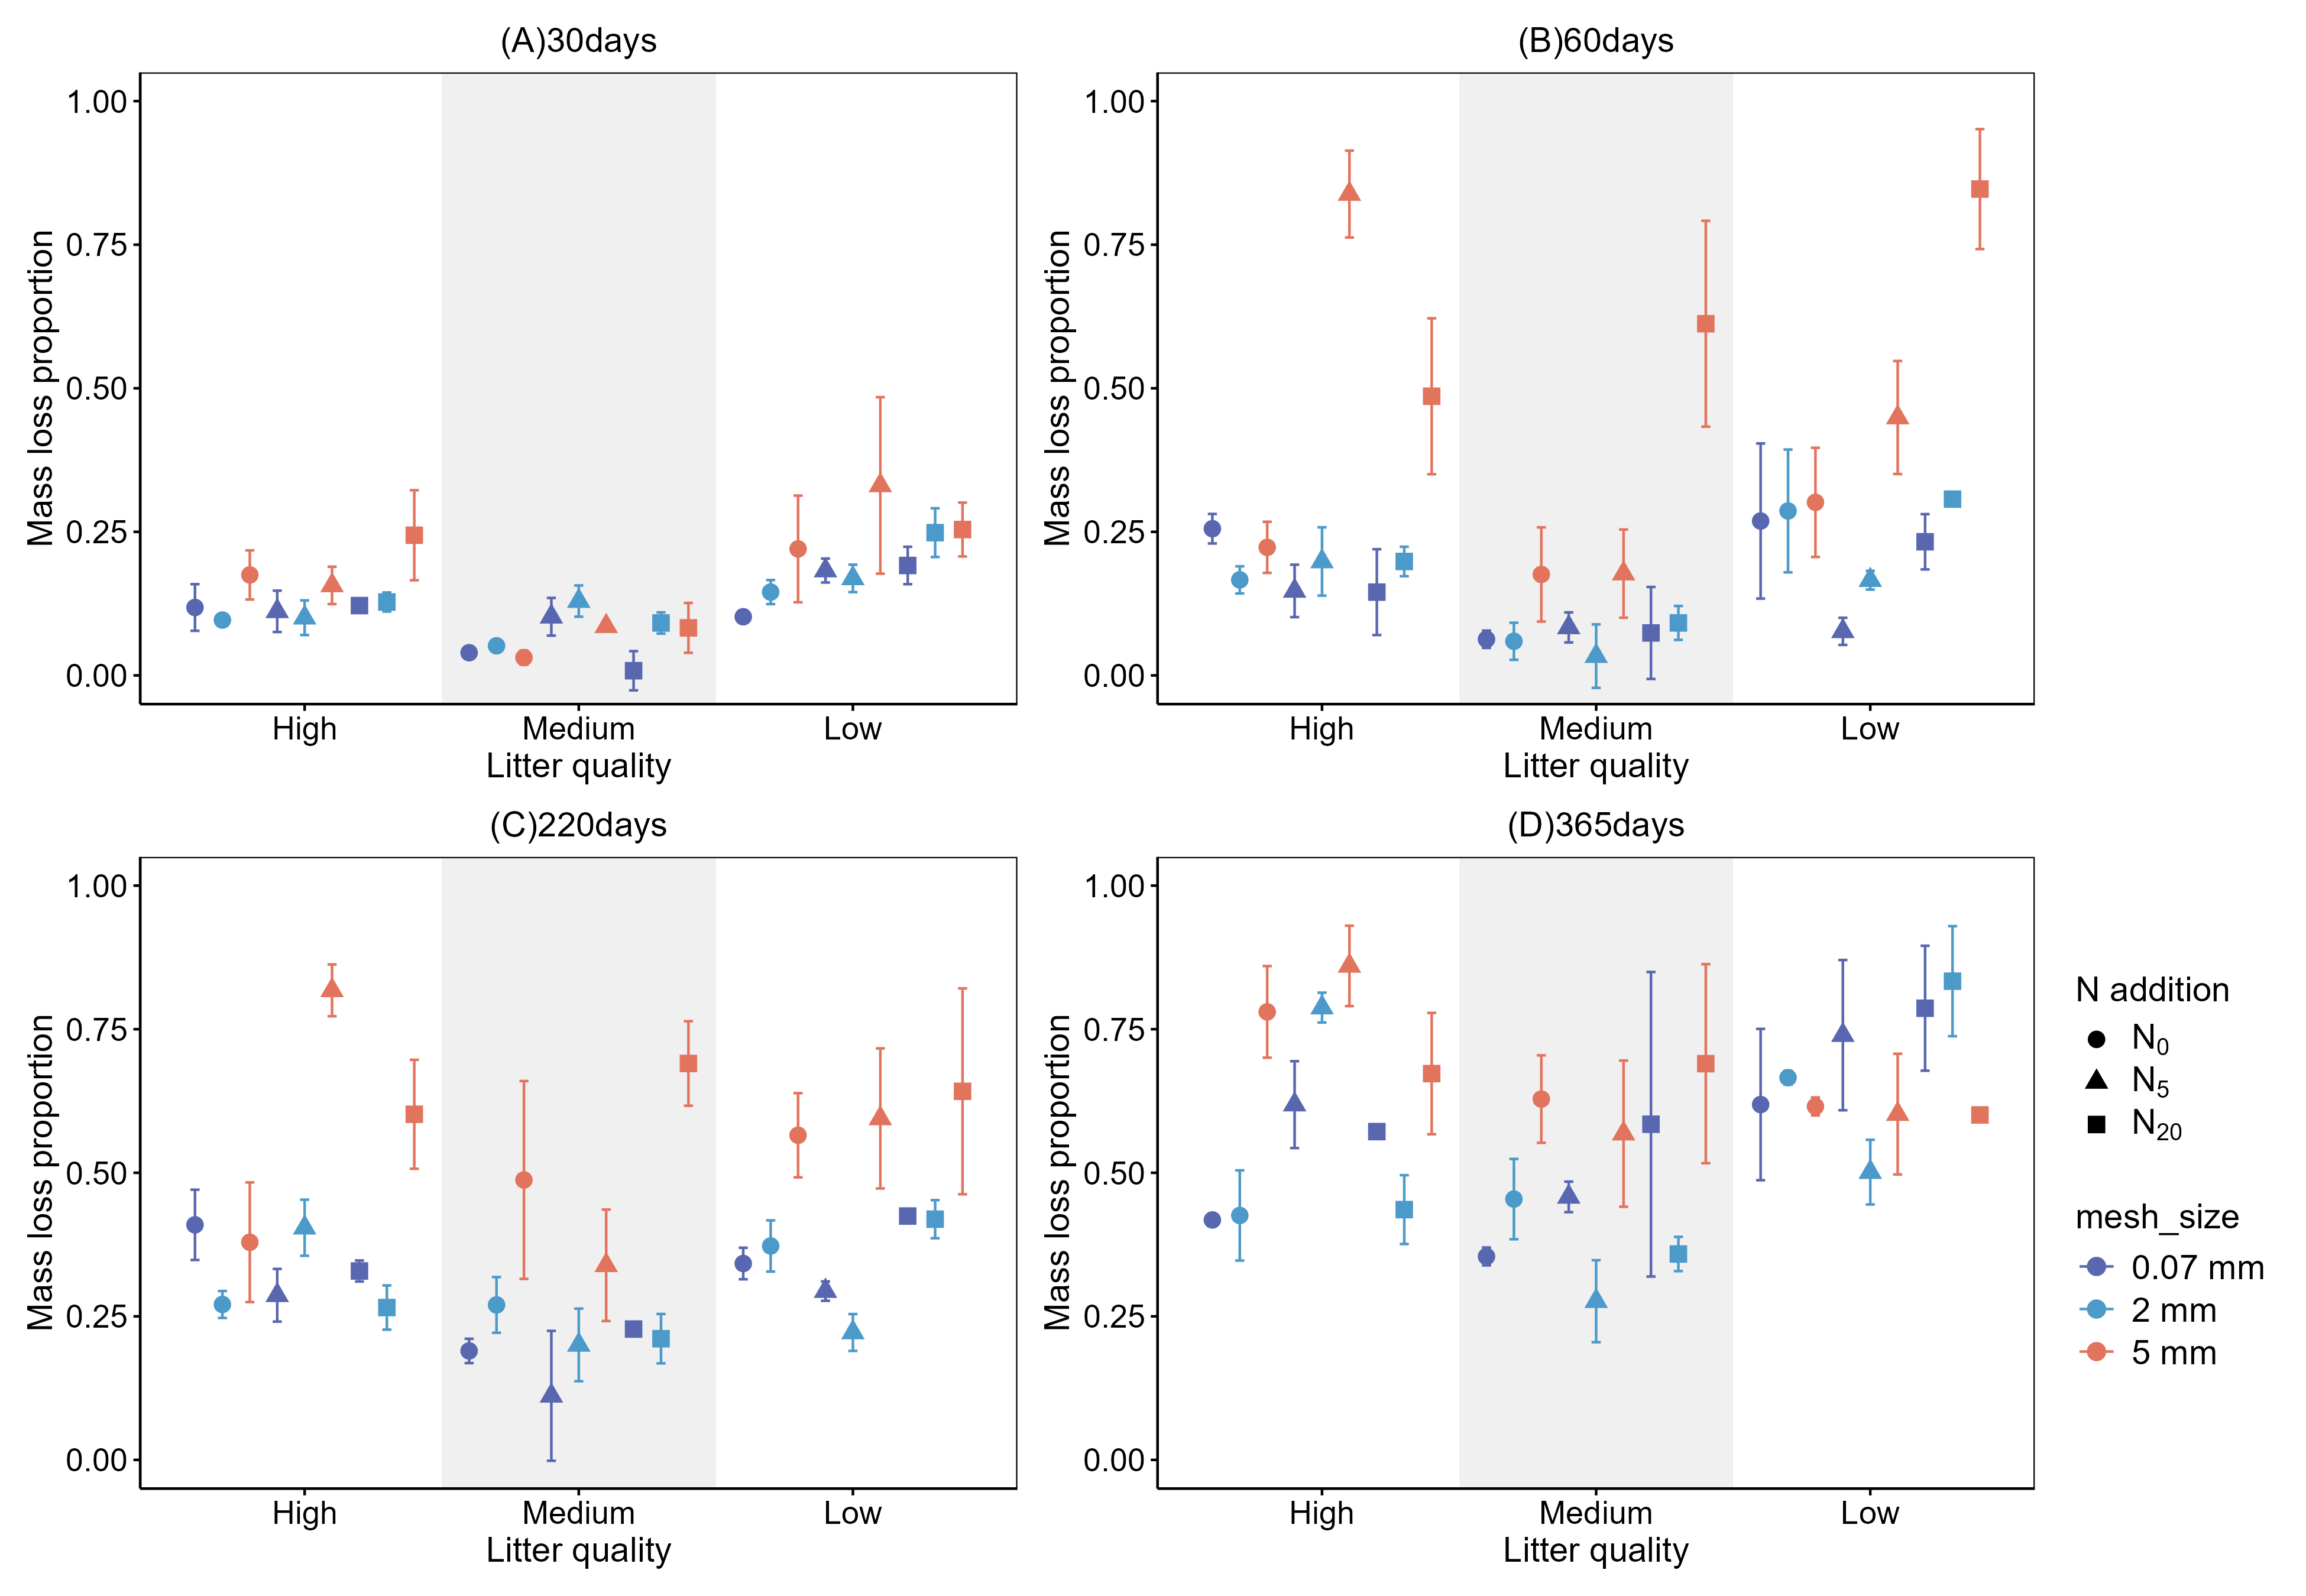 (A)30days
Mass loss proportion
1.00
0.75
0.50
0.25
0.00
High Medium Low
Litter quality
(B)60days
Mass loss proportion
1.00
0.75
0.50
0.25
0.00
High Medium Low
Litter quality
(C)220days
Mass loss proportion
1.00
0.75
0.50
0.25
0.00
High Medium Low
Litter quality
(D)365days
Mass loss proportion
1.00
0.75
0.50
0.25
0.00
High Medium Low
Litter quality
N addition
N₀
N₅
N₂₀
mesh_size
0.07 mm
2 mm
5 mm